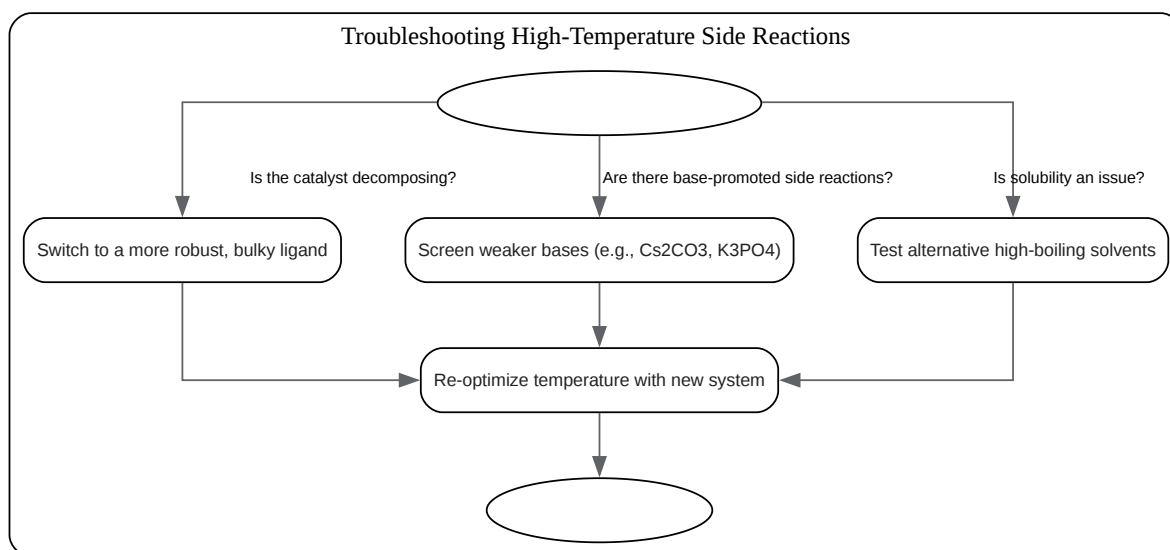 Troubleshooting High-Temperature Side Reactions
Is the catalyst decomposing?
Are there base-promoted side reactions?
Is solubility an issue?
Switch to a more robust, bulky ligand
Screen weaker bases (e.g., Cs2CO3, K3PO4)
Test alternative high-boiling solvents
Re-optimize temperature with new system